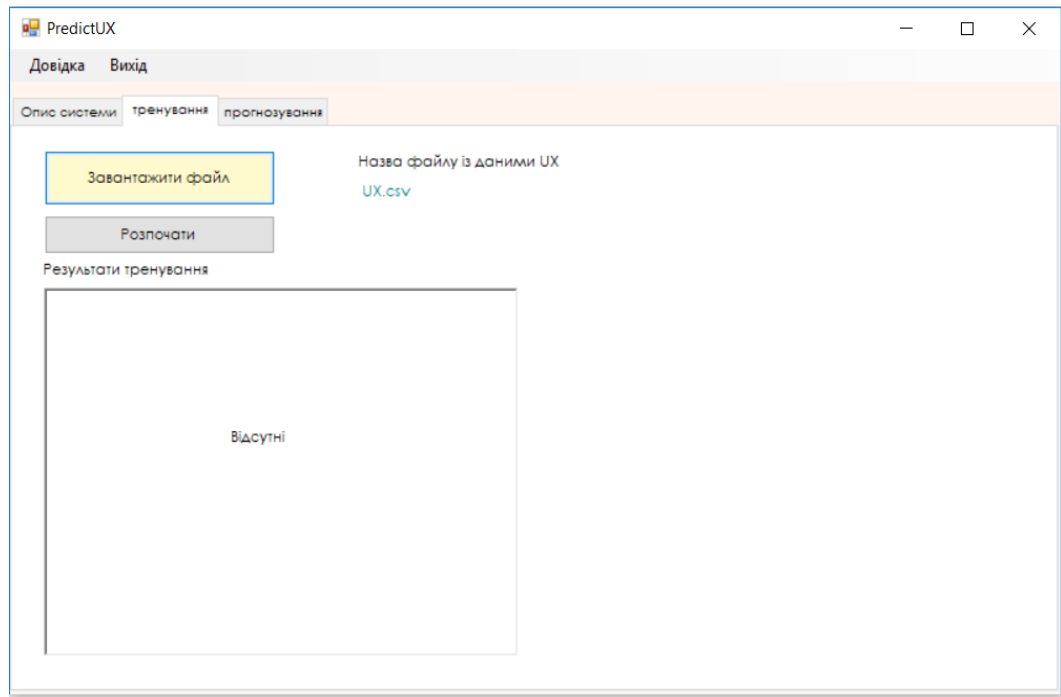 PredictUX
Довідка Вихід
Опис системи тренування прогнозування
Завантажити файл
Назва файлу із даними UX
UX.csv
Розпочати
Результати тренування
Відсутні